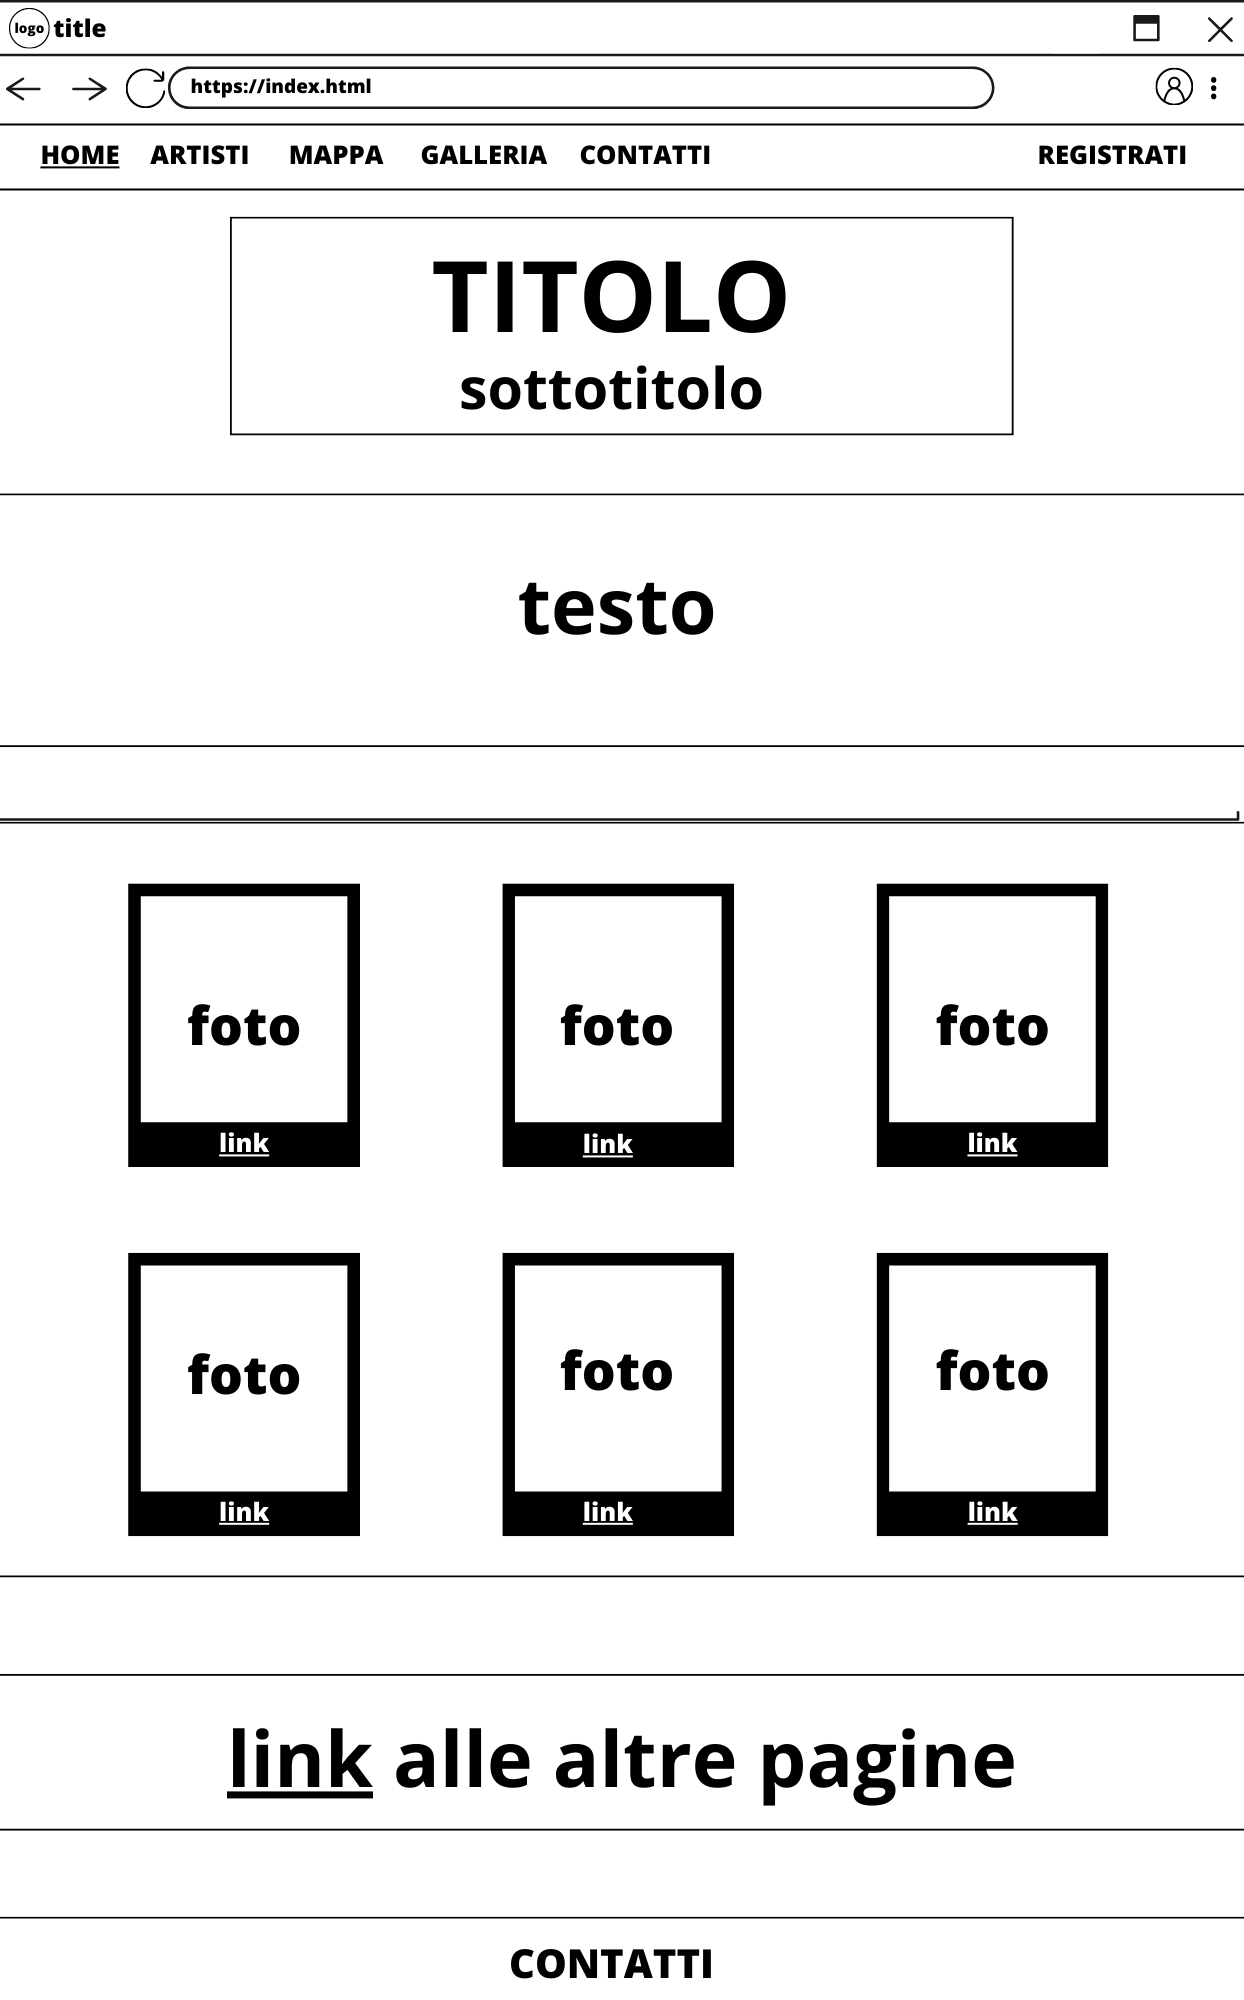 logo title
https://index.html
HOME ARTISTI MAPPA GALLERIA CONTATTI REGISTRATI
TITOLO
sottotitolo
testo
foto foto foto
link link link
foto foto foto
link link link
link alle altre pagine
CONTATTI